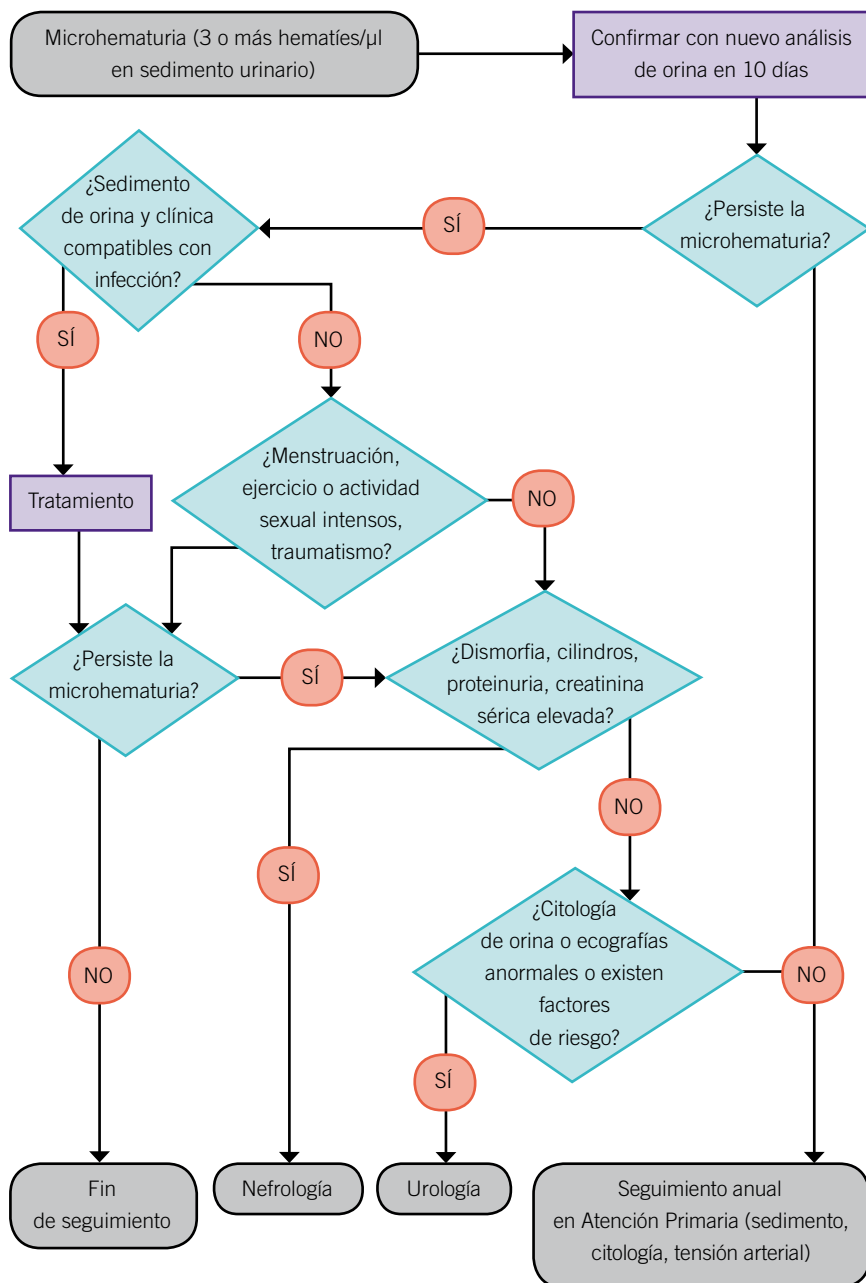 Microhematuria (3 o más hematíes/µl
en sedimento urinario)
Confirmar con nuevo análisis
de orina en 10 días
¿Sedimento
de orina y clínica
compatibles con
infección?
SÍ
¿Persiste la
microhematuria?
SÍ
NO
¿Menstruación,
ejercicio o actividad
sexual intensos,
traumatismo?
NO
Tratamiento
¿Persiste la
microhematuria?
SÍ
¿Dismorfia, cilindros,
proteinuria, creatinina
sérica elevada?
NO
SÍ
¿Citología
de orina o ecografías
anormales o existen
factores
de riesgo?
NO
NO
SÍ
Fin
de seguimiento
Nefrología
Urología
Seguimiento anual
en Atención Primaria (sedimento,
citología, tensión arterial)